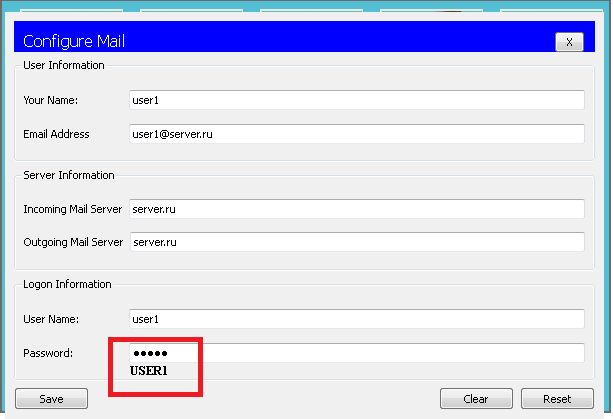 Configure Mail
X
User Information
Your Name: user1
Email Address user1@server.ru
Server Information
Incoming Mail Server server.ru
Outgoing Mail Server server.ru
Logon Information
User Name: user1
Password: •••••
USER1
Save Clear Reset